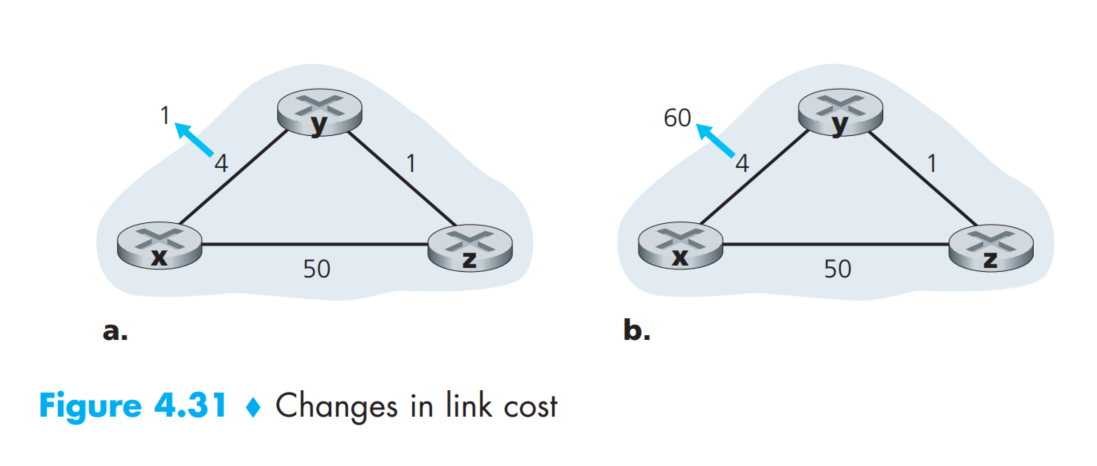 1
y
4
1
x
z
50
a.
60
y
4
1
x
z
50
b.
Figure 4.31 ♦ Changes in link cost